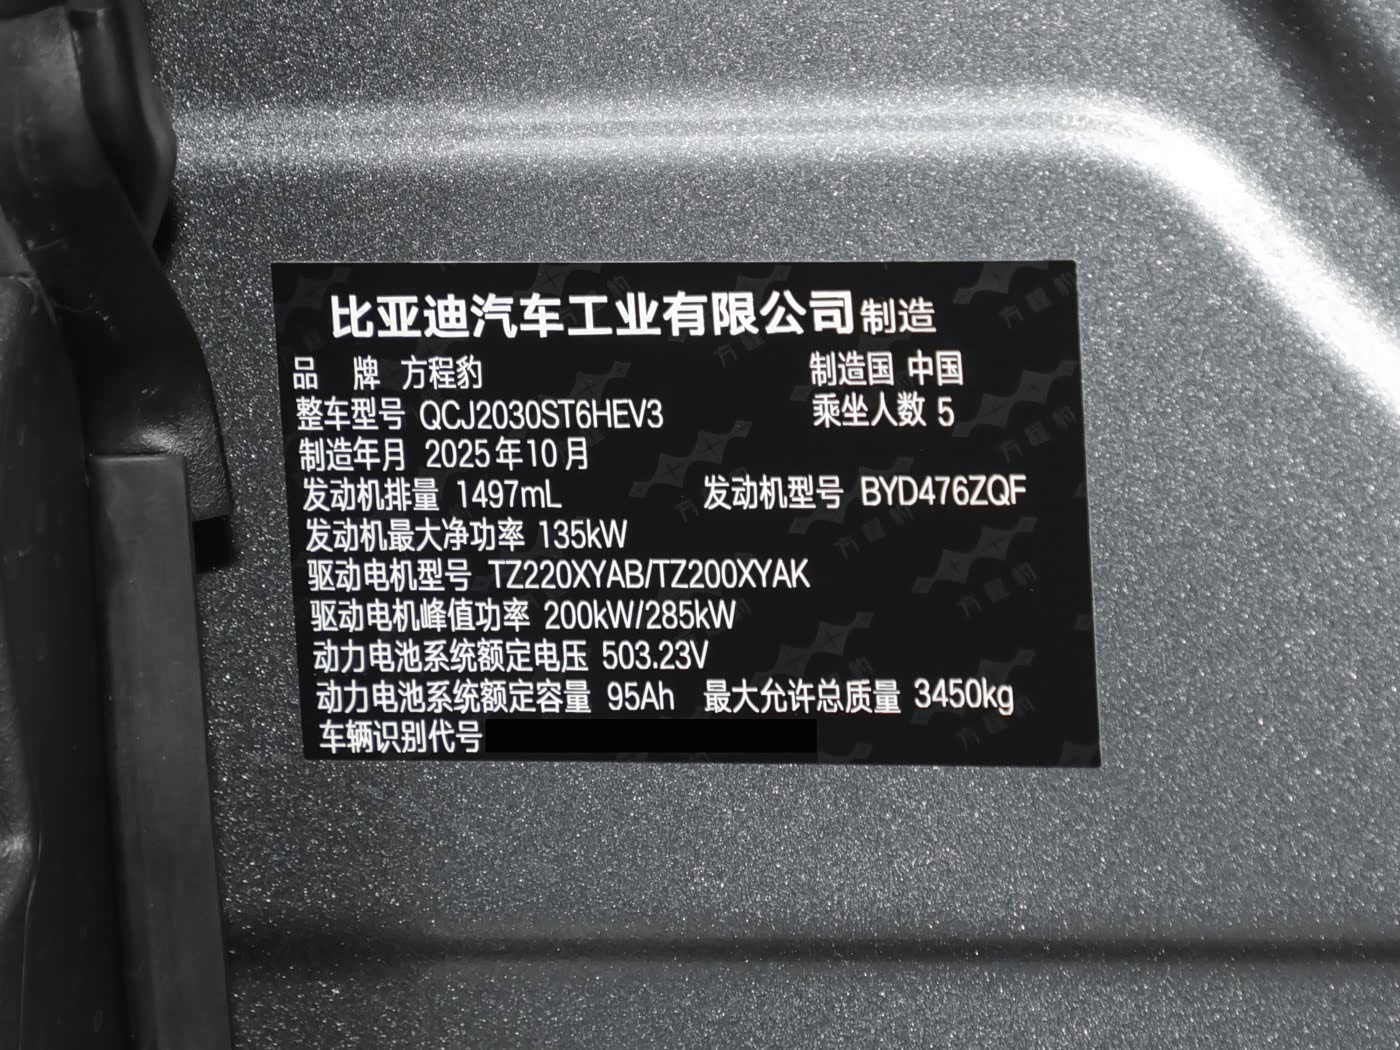 比亚迪汽车工业有限公司制造
品 牌 方程豹 制造国 中国
整车型号 QCJ2030ST6HEV3 乘坐人数 5
制造年月 2025年10月
发动机排量 1497mL 发动机型号 BYD476ZQF
发动机最大净功率 135kW
驱动电机型号 TZ220XYAB/TZ200XYAK
驱动电机峰值功率 200kW/285kW
动力电池系统额定电压 503.23V
动力电池系统额定容量 95Ah 最大允许总质量 3450kg
车辆识别代号